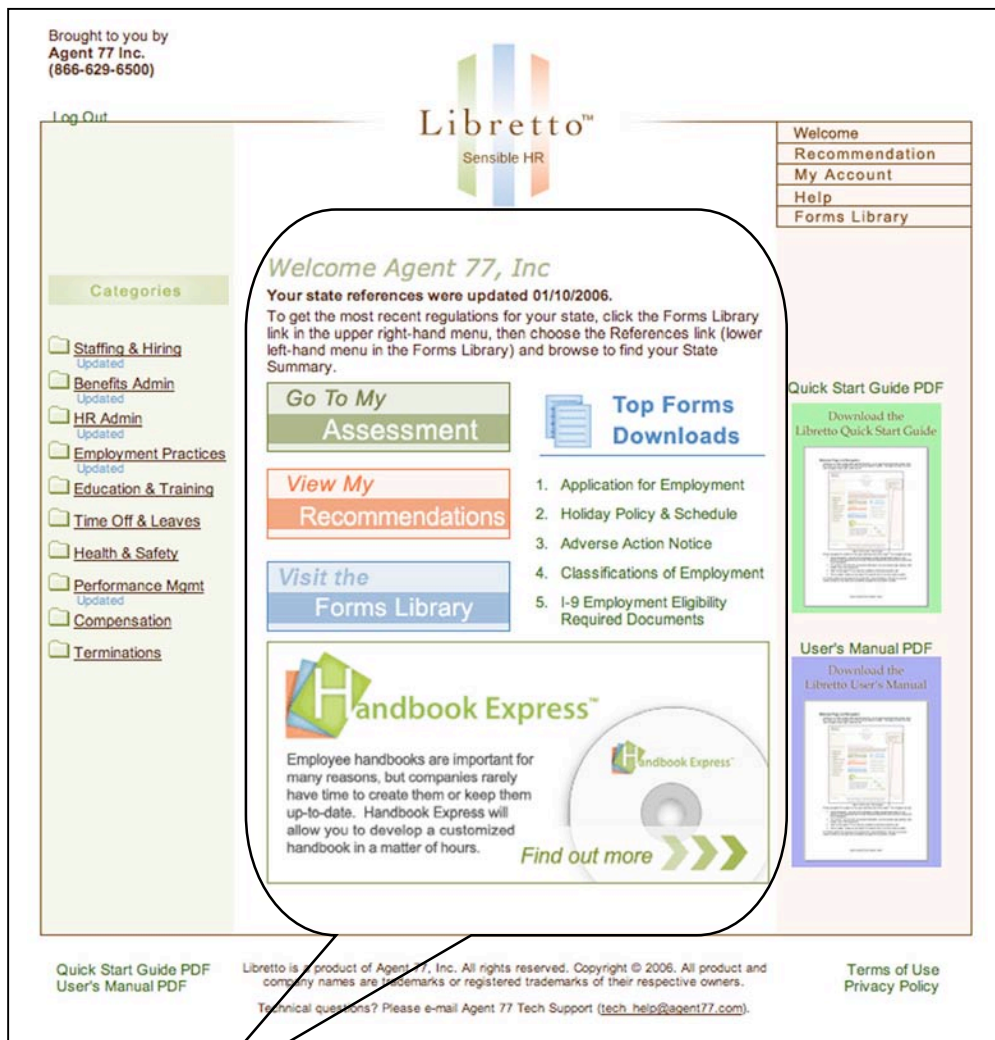 Brought to you by
Agent 77 Inc.
(866-629-6500)
Log Out
Libretto™
Sensible HR
Welcome
Recommendation
My Account
Help
Forms Library
Categories
Staffing & Hiring
Updated
Benefits Admin
Updated
HR Admin
Updated
Employment Practices
Updated
Education & Training
Time Off & Leaves
Health & Safety
Performance Mgmt
Updated
Compensation
Terminations
Welcome Agent 77, Inc
Your state references were updated 01/10/2006.
To get the most recent regulations for your state, click the Forms Library
link in the upper right-hand menu, then choose the References link (lower
left-hand menu in the Forms Library) and browse to find your State
Summary.
Go To My
Assessment
View My
Recommendations
Visit the
Forms Library
Top Forms
Downloads
1. Application for Employment
2. Holiday Policy & Schedule
3. Adverse Action Notice
4. Classifications of Employment
5. I-9 Employment Eligibility
Required Documents
Handbook Express™
Employee handbooks are important for
many reasons, but companies rarely
have time to create them or keep them
up-to-date. Handbook Express will
allow you to develop a customized
handbook in a matter of hours.
Handbook Express™
Find out more
Quick Start Guide PDF
Download the
Libretto Quick Start Guide
User's Manual PDF
Download the
Libretto User's Manual
Quick Start Guide PDF
User's Manual PDF
Libretto is a product of Agent 77, Inc. All rights reserved. Copyright © 2006. All product and
company names are trademarks or registered trademarks of their respective owners.
Technical questions? Please e-mail Agent 77 Tech Support (tech_help@agent77.com).
Terms of Use
Privacy Policy